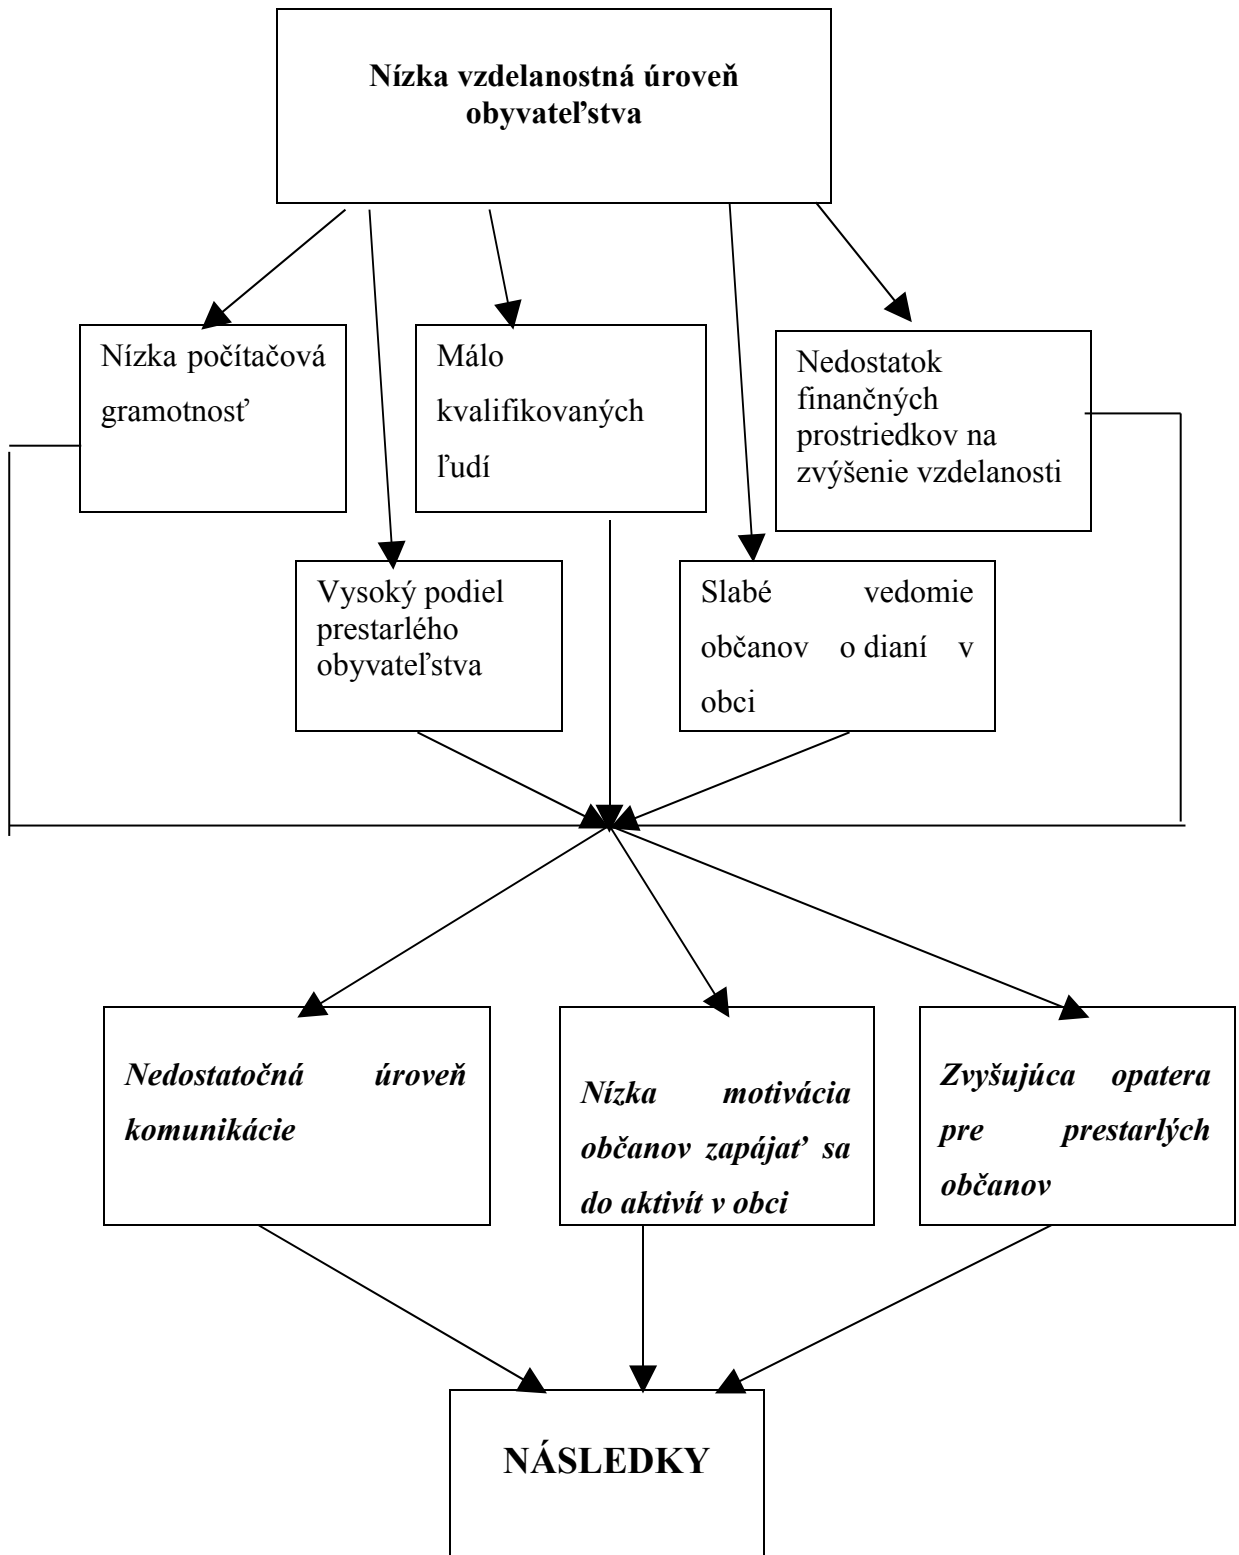 Nízka vzdelanostná úroveň
obyvateľstva
Nízka počítačová
gramotnosť
Málo
kvalifikovaných
ľudí
Nedostatok
finančných
prostriedkov na
zvýšenie vzdelanosti
Vysoký podiel
prestarlého
obyvateľstva
Slabé vedomie
občanov o dianí v
obci
Nedostatočná úroveň
komunikácie
Nízka motivácia
občanov zapájať sa
do aktivít v obci
Zvyšujúca opatera
pre prestarlých
občanov
NÁSLEDKY